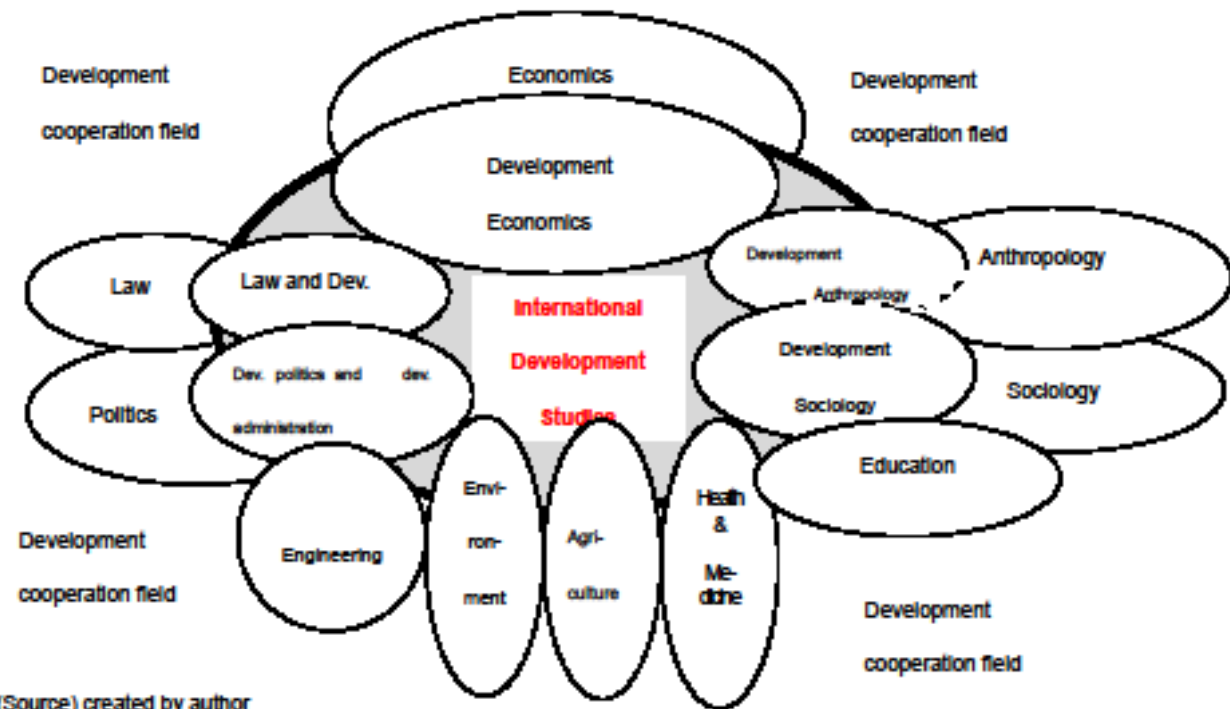 Development
cooperation field
Economics
Development
cooperation field
Development
Economics
Law
Law and Dev.
Development
Anthropology
Anthropology
International
Development
Studies
Politics
Dev. politics and dev.
administration
Development
Sociology
Sociology
Education
Engineering
Envi-
ron-
ment
Agri-
culture
Health
&
Me-
dicine
Development
cooperation field
Development
cooperation field
(Source) created by author